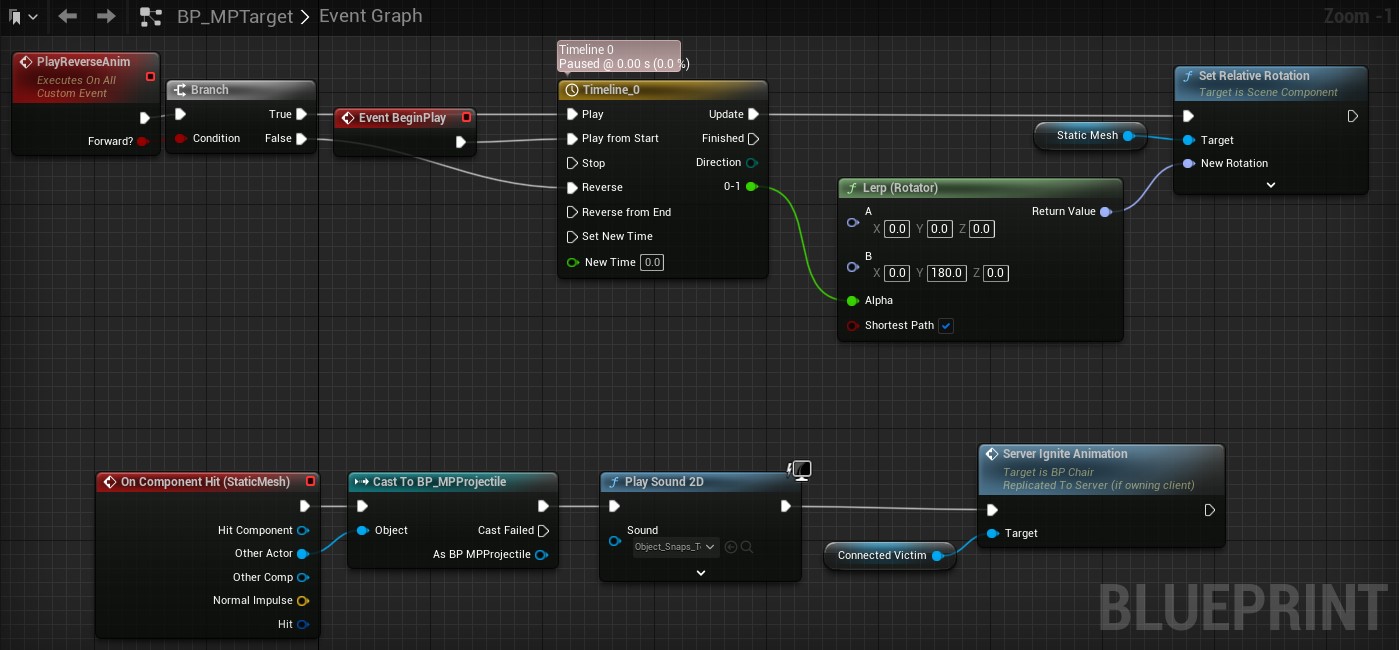 BP_MPTarget > Event Graph
Zoom -1
PlayReverseAnim
Executes On All
Custom Event
Forward?
Branch
True
Condition
False
Event BeginPlay
Timeline 0
Paused @ 0.00 s (0.0 %)
Timeline_0
Play
Update
Play from Start
Finished
Stop
Direction
Reverse
0-1
Reverse from End
Set New Time
New Time 0.0
Static Mesh
Set Relative Rotation
Target is Scene Component
Target
New Rotation
Lerp (Rotator)
A
Return Value
X 0.0 Y 0.0 Z 0.0
B
X 0.0 Y 180.0 Z 0.0
Alpha
Shortest Path
On Component Hit (StaticMesh)
Hit Component
Other Actor
Other Comp
Normal Impulse
Hit
Cast To BP_MPProjectile
Object
Cast Failed
As BP MPProjectile
Play Sound 2D
Sound
Object_Snaps_T
Connected Victim
Server Ignite Animation
Target is BP Chair
Replicated To Server (if owning client)
Target
BLUEPRINT